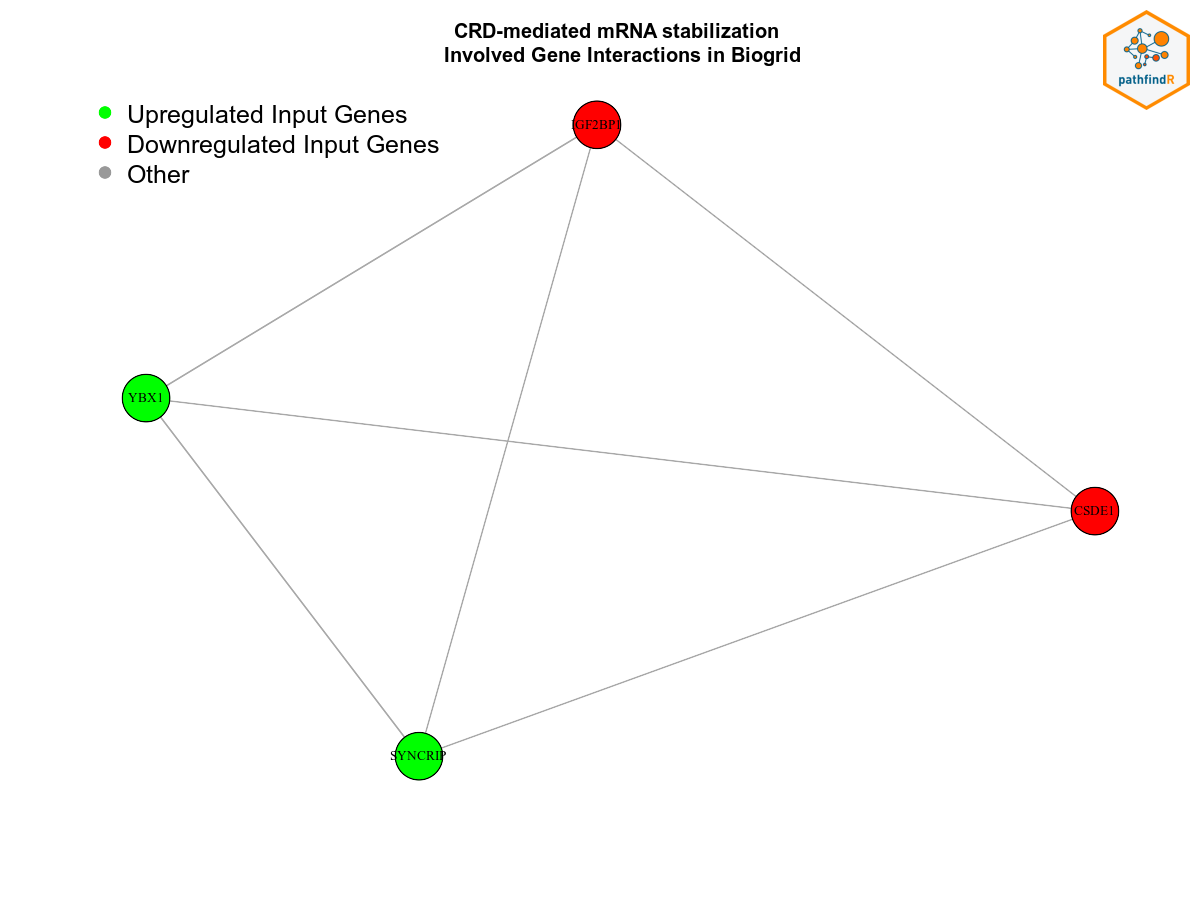 CRD-mediated mRNA stabilization
Involved Gene Interactions in Biogrid
pathfindR
Upregulated Input Genes
Downregulated Input Genes
Other
IGF2BP1
YBX1
CSDE1
SYNCRIP